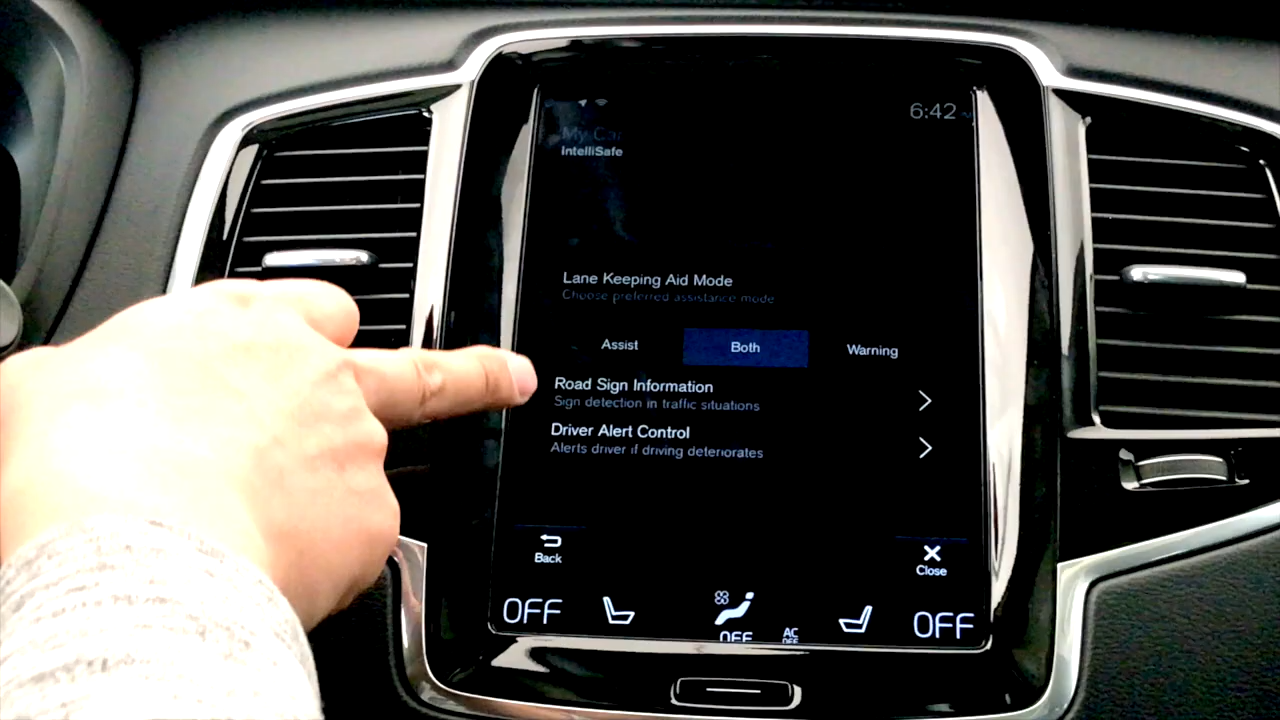 6:42
My Car
IntelliSafe
Lane Keeping Aid Mode
Choose preferred assistance mode
Assist Both Warning
Road Sign Information
Sign detection in traffic situations
Driver Alert Control
Alerts driver if driving deteriorates
Back Close
OFF OFF AC OFF OFF